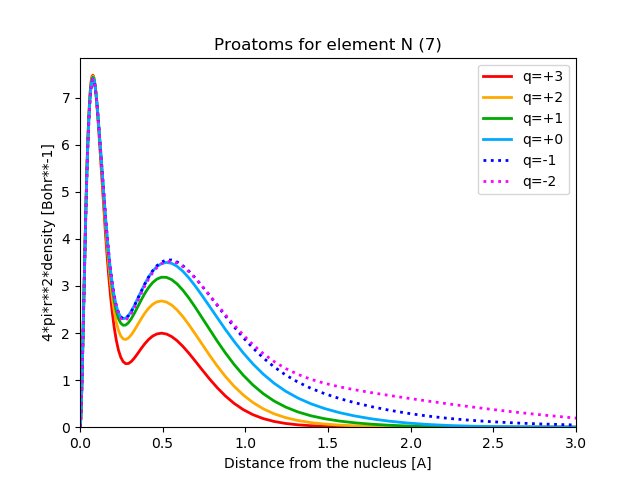 Proatoms for element N (7)
4*pi*r**2*density [Bohr**-1]
7
6
5
4
3
2
1
0
0.0
0.5
1.0
1.5
2.0
2.5
3.0
Distance from the nucleus [A]
q=+3
q=+2
q=+1
q=+0
q=-1
q=-2